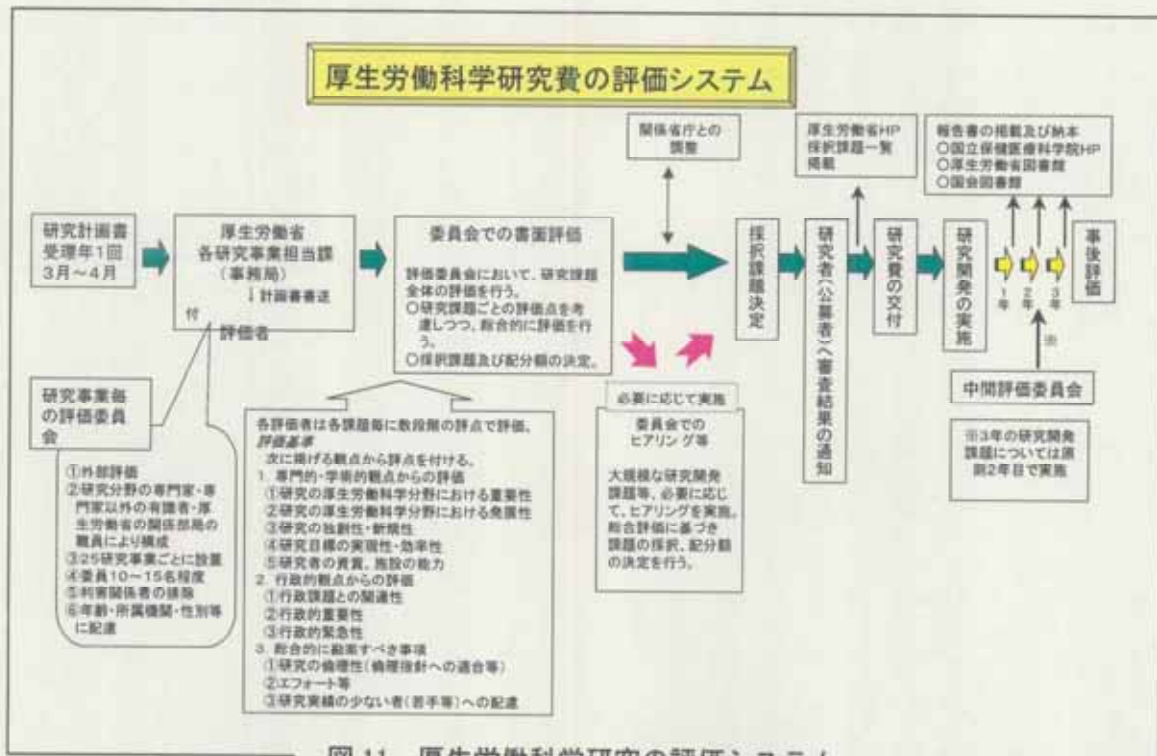 厚生労働科学研究費の評価システム
関係省庁との
調整
厚生労働省HP
採択課題一覧
掲載
報告書の掲載及び納本
○国立保健医療科学院HP
○厚生労働省図書館
○国会図書館
研究計画書
受理年1回
3月～4月
厚生労働省
各研究事業担当課
(事務局)
↓計画書書送
付
評価者
委員会での書面評価
評価委員会において、研究課題
全体の評価を行う。
○研究課題ごとの評価点を考
慮しつつ、総合的に評価を行
う。
○採択課題及び配分額の決定。
採択課題決定
研究者(公募者)へ審査結果の通知
研究費の交付
研究開発の実施
1年
2年
3年
事後評価
※
中間評価委員会
※3年の研究開発
課題については原
則2年目で実施
必要に応じて実施
委員会での
ヒアリング等
大規模な研究開発
課題等、必要に応じ
て、ヒアリングを実施。
総合評価に基づき
課題の採択、配分額
の決定を行う。
研究事業毎
の評価委員
会
①外部評価
②研究分野の専門家・専
門家以外の有識者・厚
生労働省の関係部局の
職員により構成
③25研究事業ごとに設置
④委員10～15名程度
⑤利害関係者の排除
⑥年齢・所属機関・性別等
に配慮
各評価者は各課題毎に数段階の評点で評価、
評価基準
次に掲げる観点から評点を付ける。
1. 専門的・学術的観点からの評価
①研究の厚生労働科学分野における重要性
②研究の厚生労働科学分野における発展性
③研究の独創性・新規性
④研究目標の実現性・効率性
⑤研究者の資質、施設の能力
2. 行政的観点からの評価
①行政課題との関連性
②行政的重要性
③行政的緊急性
3. 総合的に勘案すべき事項
①研究の倫理性(倫理指針への適合等)
②エフォート等
③研究実績の少ない者(若手等)への配慮
図 11 厚生労働科学研究の評価システム